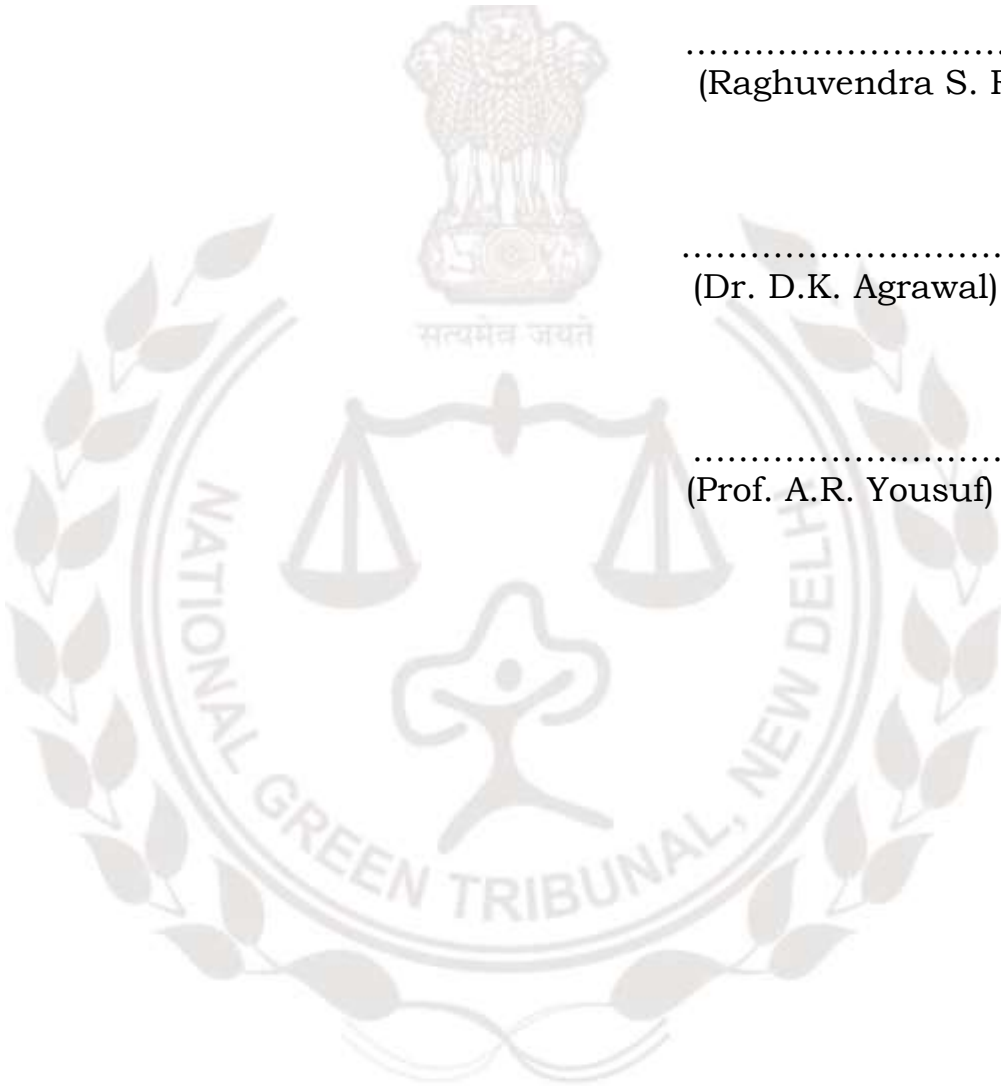 ……………………………
(Raghuvendra S.
……………………………
(Dr. D.K. Agrawal)
सत्यमेव जयते
……………………………
(Prof. A.R. Yousuf)
NATIONAL GREEN TRIBUNAL, NEW DELHI